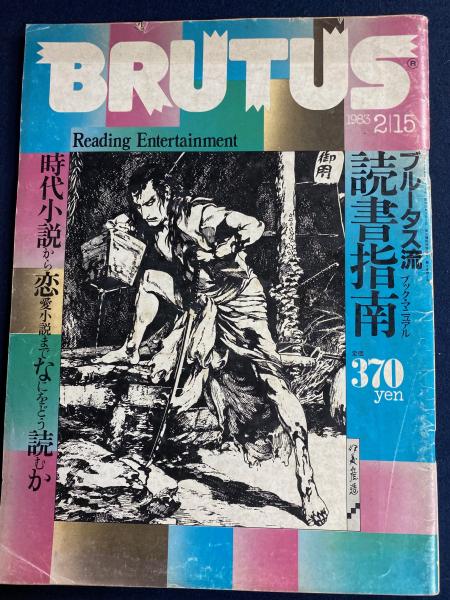 BRUTUS
1983 2|15
Reading Entertainment
ブルータス流
読書指南
ブック・マニュアル
定価
370
yen
時代小説から恋愛小説までなにをどう読むか
御用